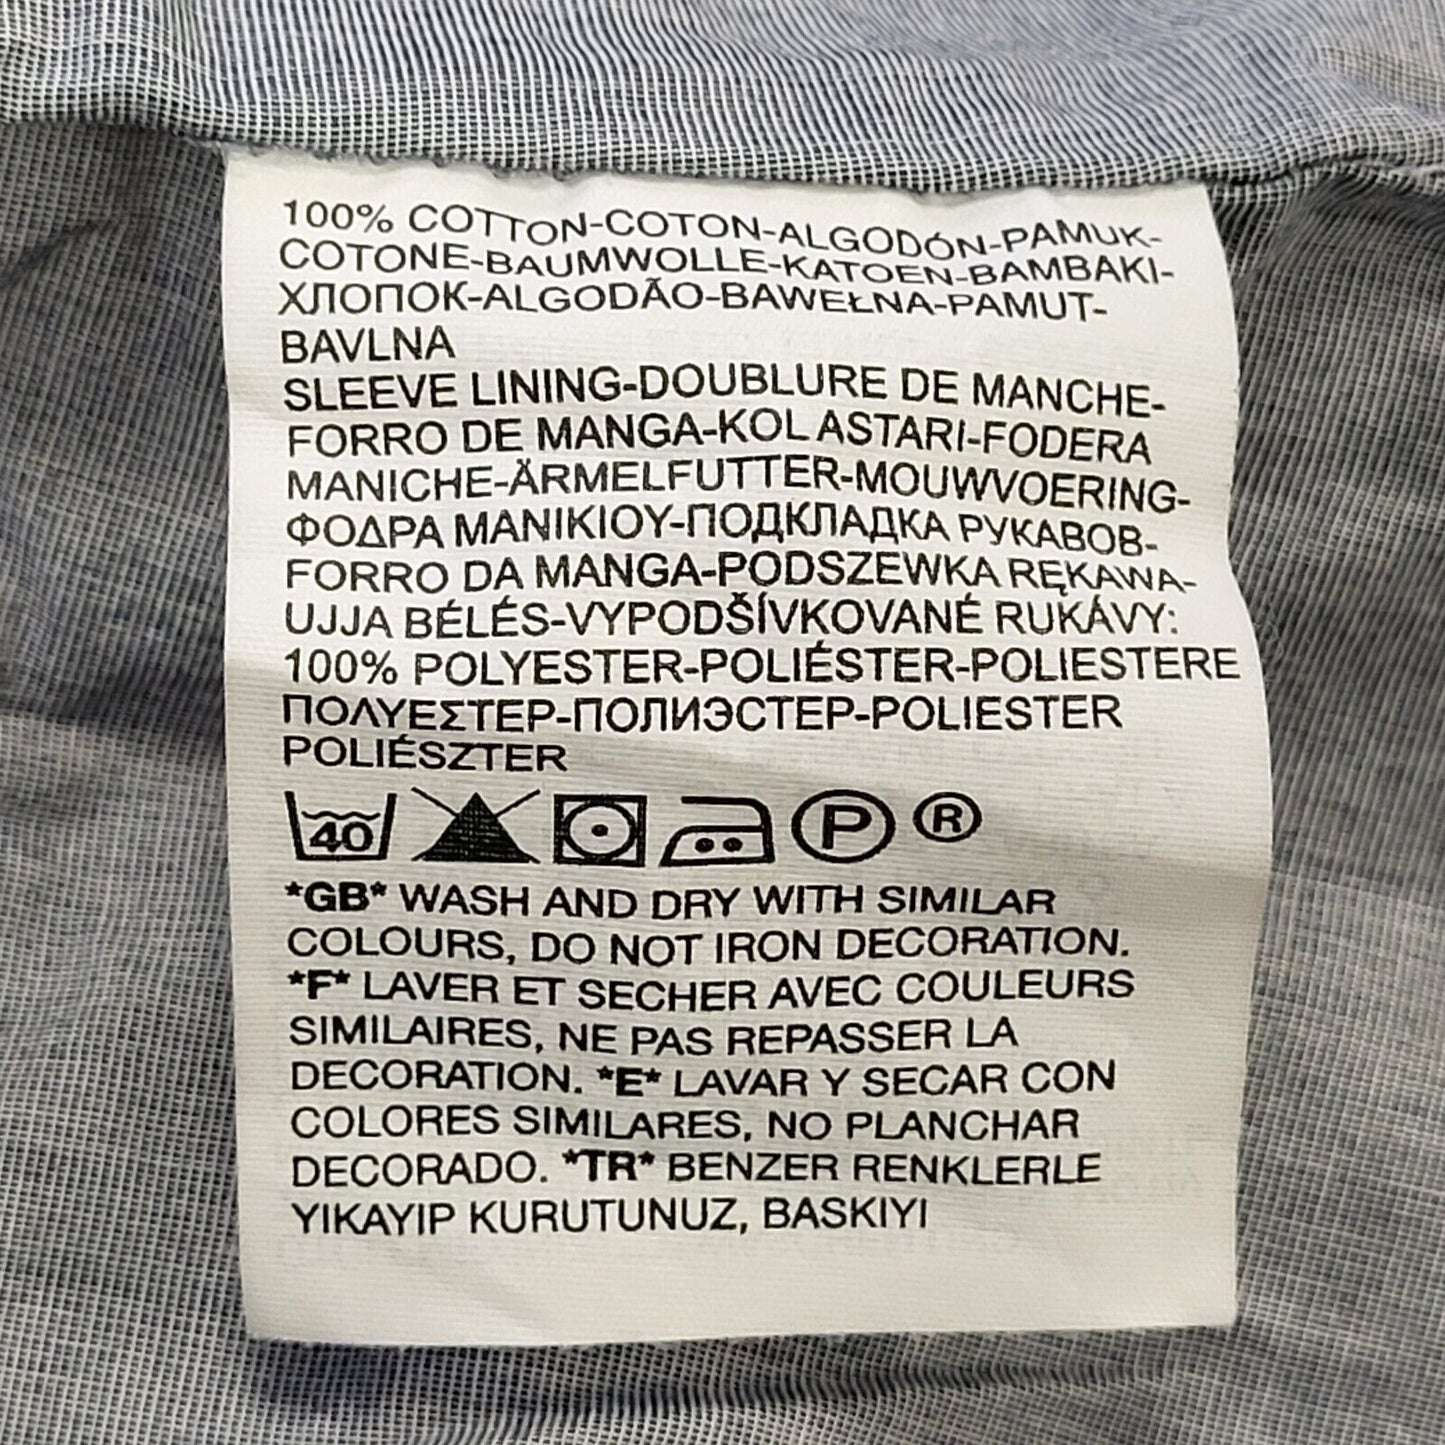 100% COTTON-COTON-ALGODÓN-PAMUK-
COTONE-BAUMWOLLE-KATOEN-BAMBAKI-
ХЛОПОК-ALGODÃO-BAWEŁNA-PAMUT-
BAVLNA
SLEEVE LINING-DOUBLURE DE MANCHE-
FORRO DE MANGA-KOL ASTARI-FODERA
MANICHE-ÄRMELFUTTER-MOUWVOERING-
ΦΟΔΡΑ ΜΑΝΙΚΙΟΥ-ПОДКЛАДКА РУКАВОВ-
FORRO DA MANGA-PODSZEWKA RĘKAWA-
UJJA BÉLÉS-VYPODŠÍVKOVANÉ RUKÁVY:
100% POLYESTER-POLIÉSTER-POLIESTERE
ΠΟΛΥΕΣΤΕΡ-ПОЛИЭСТЕР-POLIESTER
POLIÉSZTER
40 P ®
*GB* WASH AND DRY WITH SIMILAR
COLOURS, DO NOT IRON DECORATION.
*F* LAVER ET SECHER AVEC COULEURS
SIMILAIRES, NE PAS REPASSER LA
DECORATION. *E* LAVAR Y SECAR CON
COLORES SIMILARES, NO PLANCHAR
DECORADO. *TR* BENZER RENKLERLE
YIKAYIP KURUTUNUZ, BASKIYI